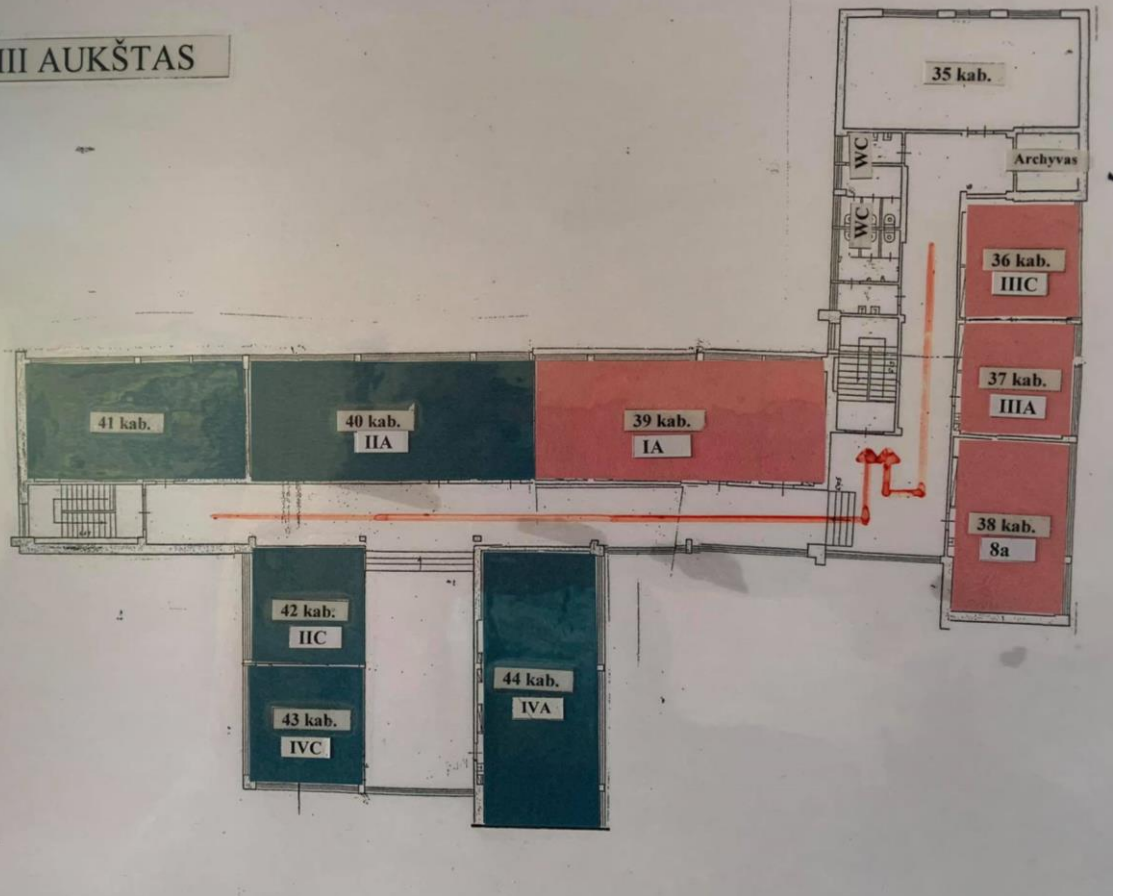 III AUKŠTAS
35 kab.
WC
Archyvas
WC
36 kab.
IIIC
37 kab.
IIIA
41 kab.
40 kab.
IIA
39 kab.
IA
38 kab.
8a
42 kab.
IIC
43 kab.
IVC
44 kab.
IVA